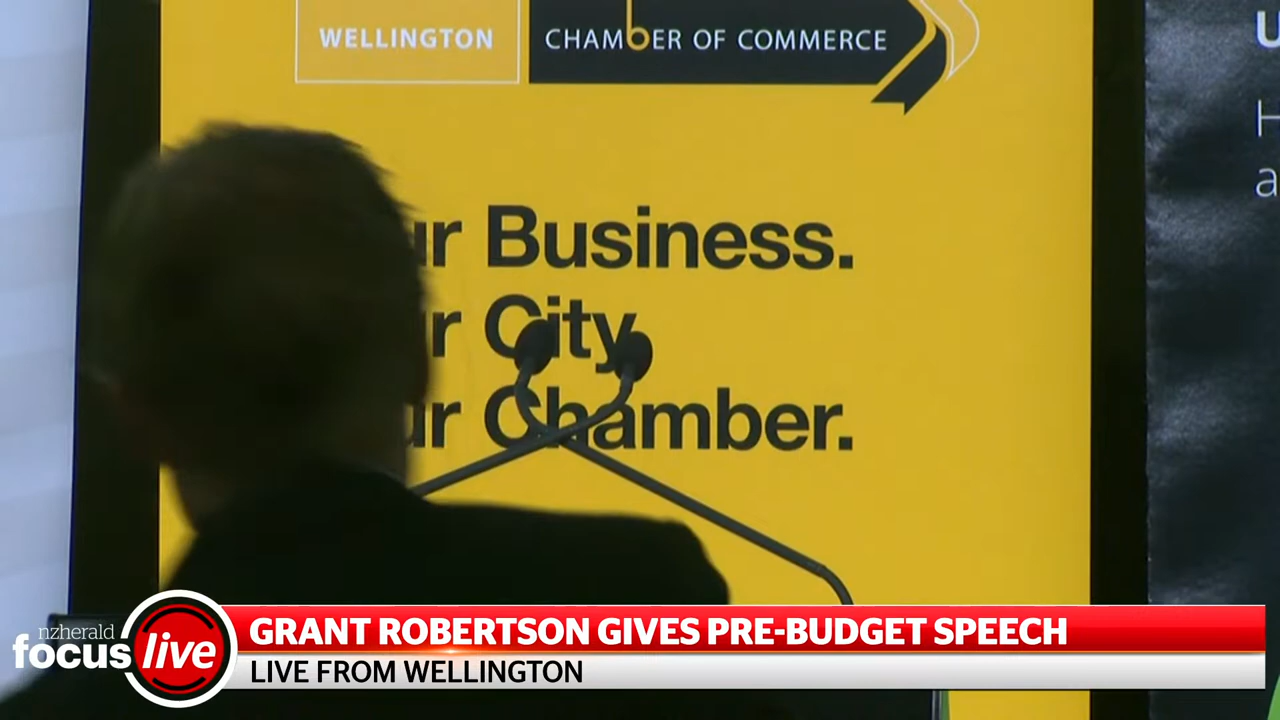 WELLINGTON
CHAMBER OF COMMERCE
ur Business.
r City.
ur Chamber.
nzherald
focus
live
GRANT ROBERTSON GIVES PRE-BUDGET SPEECH
LIVE FROM WELLINGTON